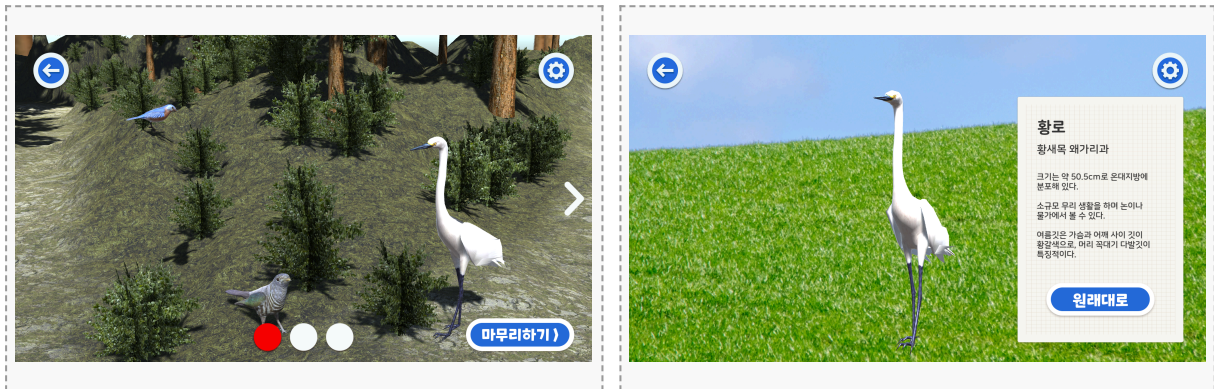 마무리하기 )
황로
황새목 왜가리과
크기는 약 50.5cm로 온대지방에
분포해 있다.
소규모 무리 생활을 하며 논이나
물가에서 볼 수 있다.
여름깃은 가슴과 어깨 사이 깃이
황갈색으로, 머리 꼭대기 다발깃이
특징적이다.
원래대로